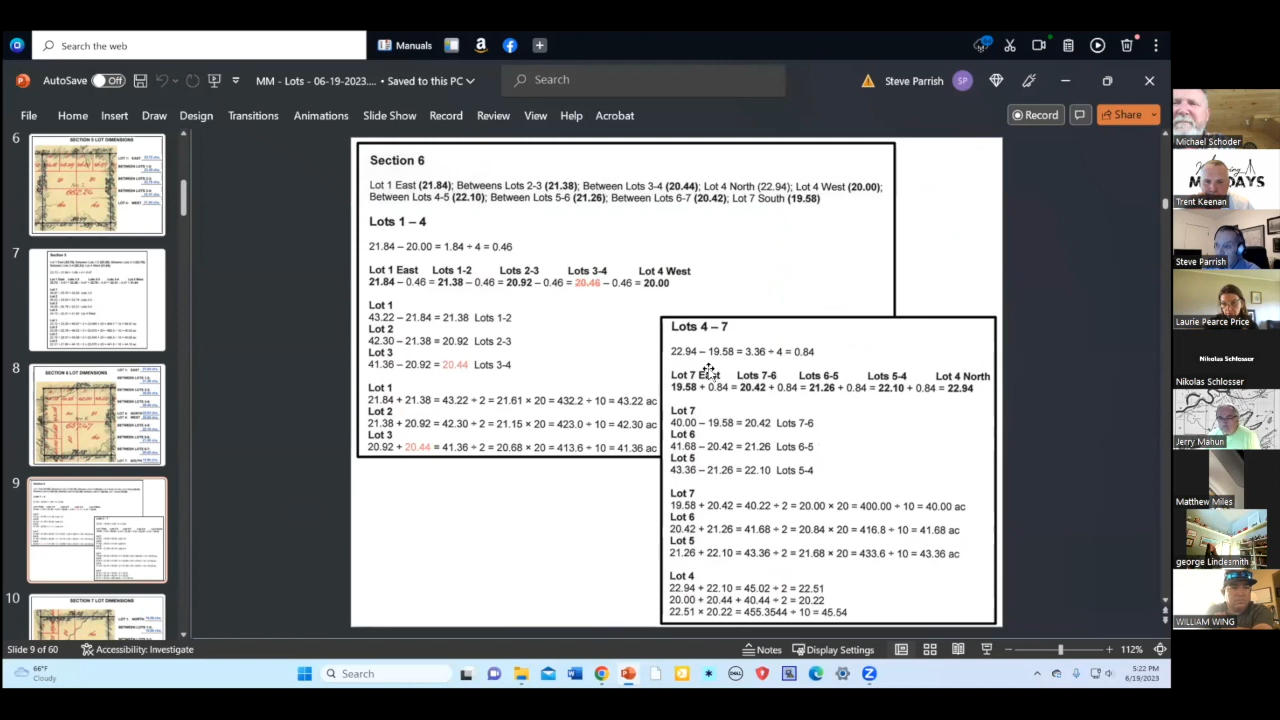 Search the web
Manuals
AutoSave Off
MM - Lots - 06-19-2023.... • Saved to this PC
Search
Steve Parrish SP
File Home Insert Draw Design Transitions Animations Slide Show Record Review View Help Acrobat
Record
Share
6
SECTION 5 LOT DIMENSIONS
7
8
SECTION 6 LOT DIMENSIONS
9
10
SECTION 7 LOT DIMENSIONS
Section 6
Lot 1 East (21.84); Betweens Lots 2-3 (21.38); Between Lots 3-4 (20.44); Lot 4 North (22.94); Lot 4 West (20.00);
Between Lots 4-5 (22.10); Between Lots 5-6 (21.26); Between Lots 6-7 (20.42); Lot 7 South (19.58)
Lots 1 – 4
21.84 – 20.00 = 1.84 ÷ 4 = 0.46
Lot 1 East Lots 1-2 Lots 2-3 Lots 3-4 Lot 4 West
21.84 – 0.46 = 21.38 – 0.46 = 20.92 – 0.46 = 20.46 – 0.46 = 20.00
Lot 1
43.22 – 21.84 = 21.38 Lots 1-2
Lot 2
42.30 – 21.38 = 20.92 Lots 2-3
Lot 3
41.36 – 20.92 = 20.44 Lots 3-4
Lot 1
21.84 + 21.38 = 43.22 ÷ 2 = 21.61 × 20 = 432.2 ÷ 10 = 43.22 ac
Lot 2
21.38 + 20.92 = 42.30 ÷ 2 = 21.15 × 20 = 423.0 ÷ 10 = 42.30 ac
Lot 3
20.92 + 20.44 = 41.36 ÷ 2 = 20.68 × 20 = 413.6 ÷ 10 = 41.36 ac
Lots 4 – 7
22.94 – 19.58 = 3.36 ÷ 4 = 0.84
Lot 7 East Lots 7-6 Lots 6-5 Lots 5-4 Lot 4 North
19.58 + 0.84 = 20.42 + 0.84 = 21.26 + 0.84 = 22.10 + 0.84 = 22.94
Lot 7
40.00 – 19.58 = 20.42 Lots 7-6
Lot 6
41.68 – 20.42 = 21.26 Lots 6-5
Lot 5
43.36 – 21.26 = 22.10 Lots 5-4
Lot 7
19.58 + 20.42 = 40.22 ÷ 2 = 20.00 × 20 = 400.00 ÷ 10 = 40.00 ac
Lot 6
20.42 + 21.26 = 41.68 ÷ 2 = 20.84 × 20 = 416.8 ÷ 10 = 41.68 ac
Lot 5
21.26 + 22.10 = 43.36 ÷ 2 = 21.68 × 20 = 433.6 ÷ 10 = 43.36 ac
Lot 4
22.94 + 22.10 = 45.02 ÷ 2 = 22.51
20.00 + 20.44 + 40.44 ÷ 2 = 20.22
22.51 × 20.22 = 455.3544 ÷ 10 = 45.54
Michael Schoder
MONDAYS
Trent Keenan
Steve Parrish
Laurie Pearce Price
Nikolas Schlosser
Nikolas Schlosser
Jerry Mahun
Matthew Miles
george Lindesmith
WILLIAM WING
Slide 9 of 60
Accessibility: Investigate
Notes
Display Settings
112%
66°F
Cloudy
Search
5:22 PM
6/19/2023